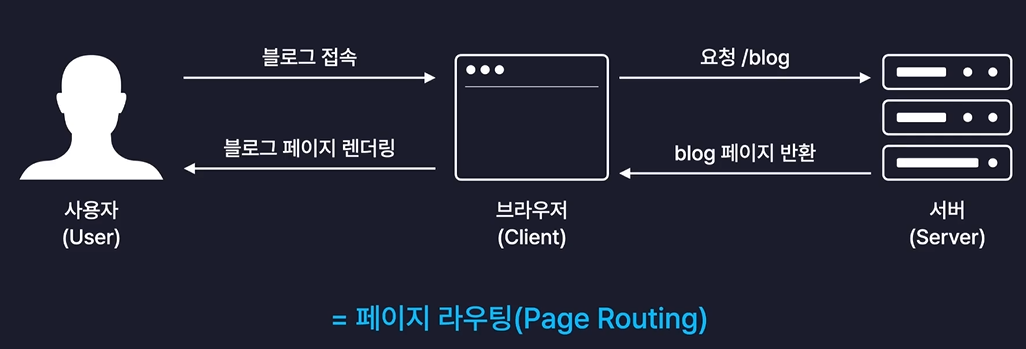 블로그 접속
요청 /blog
블로그 페이지 렌더링
blog 페이지 반환
사용자
(User)
브라우저
(Client)
서버
(Server)
= 페이지 라우팅(Page Routing)